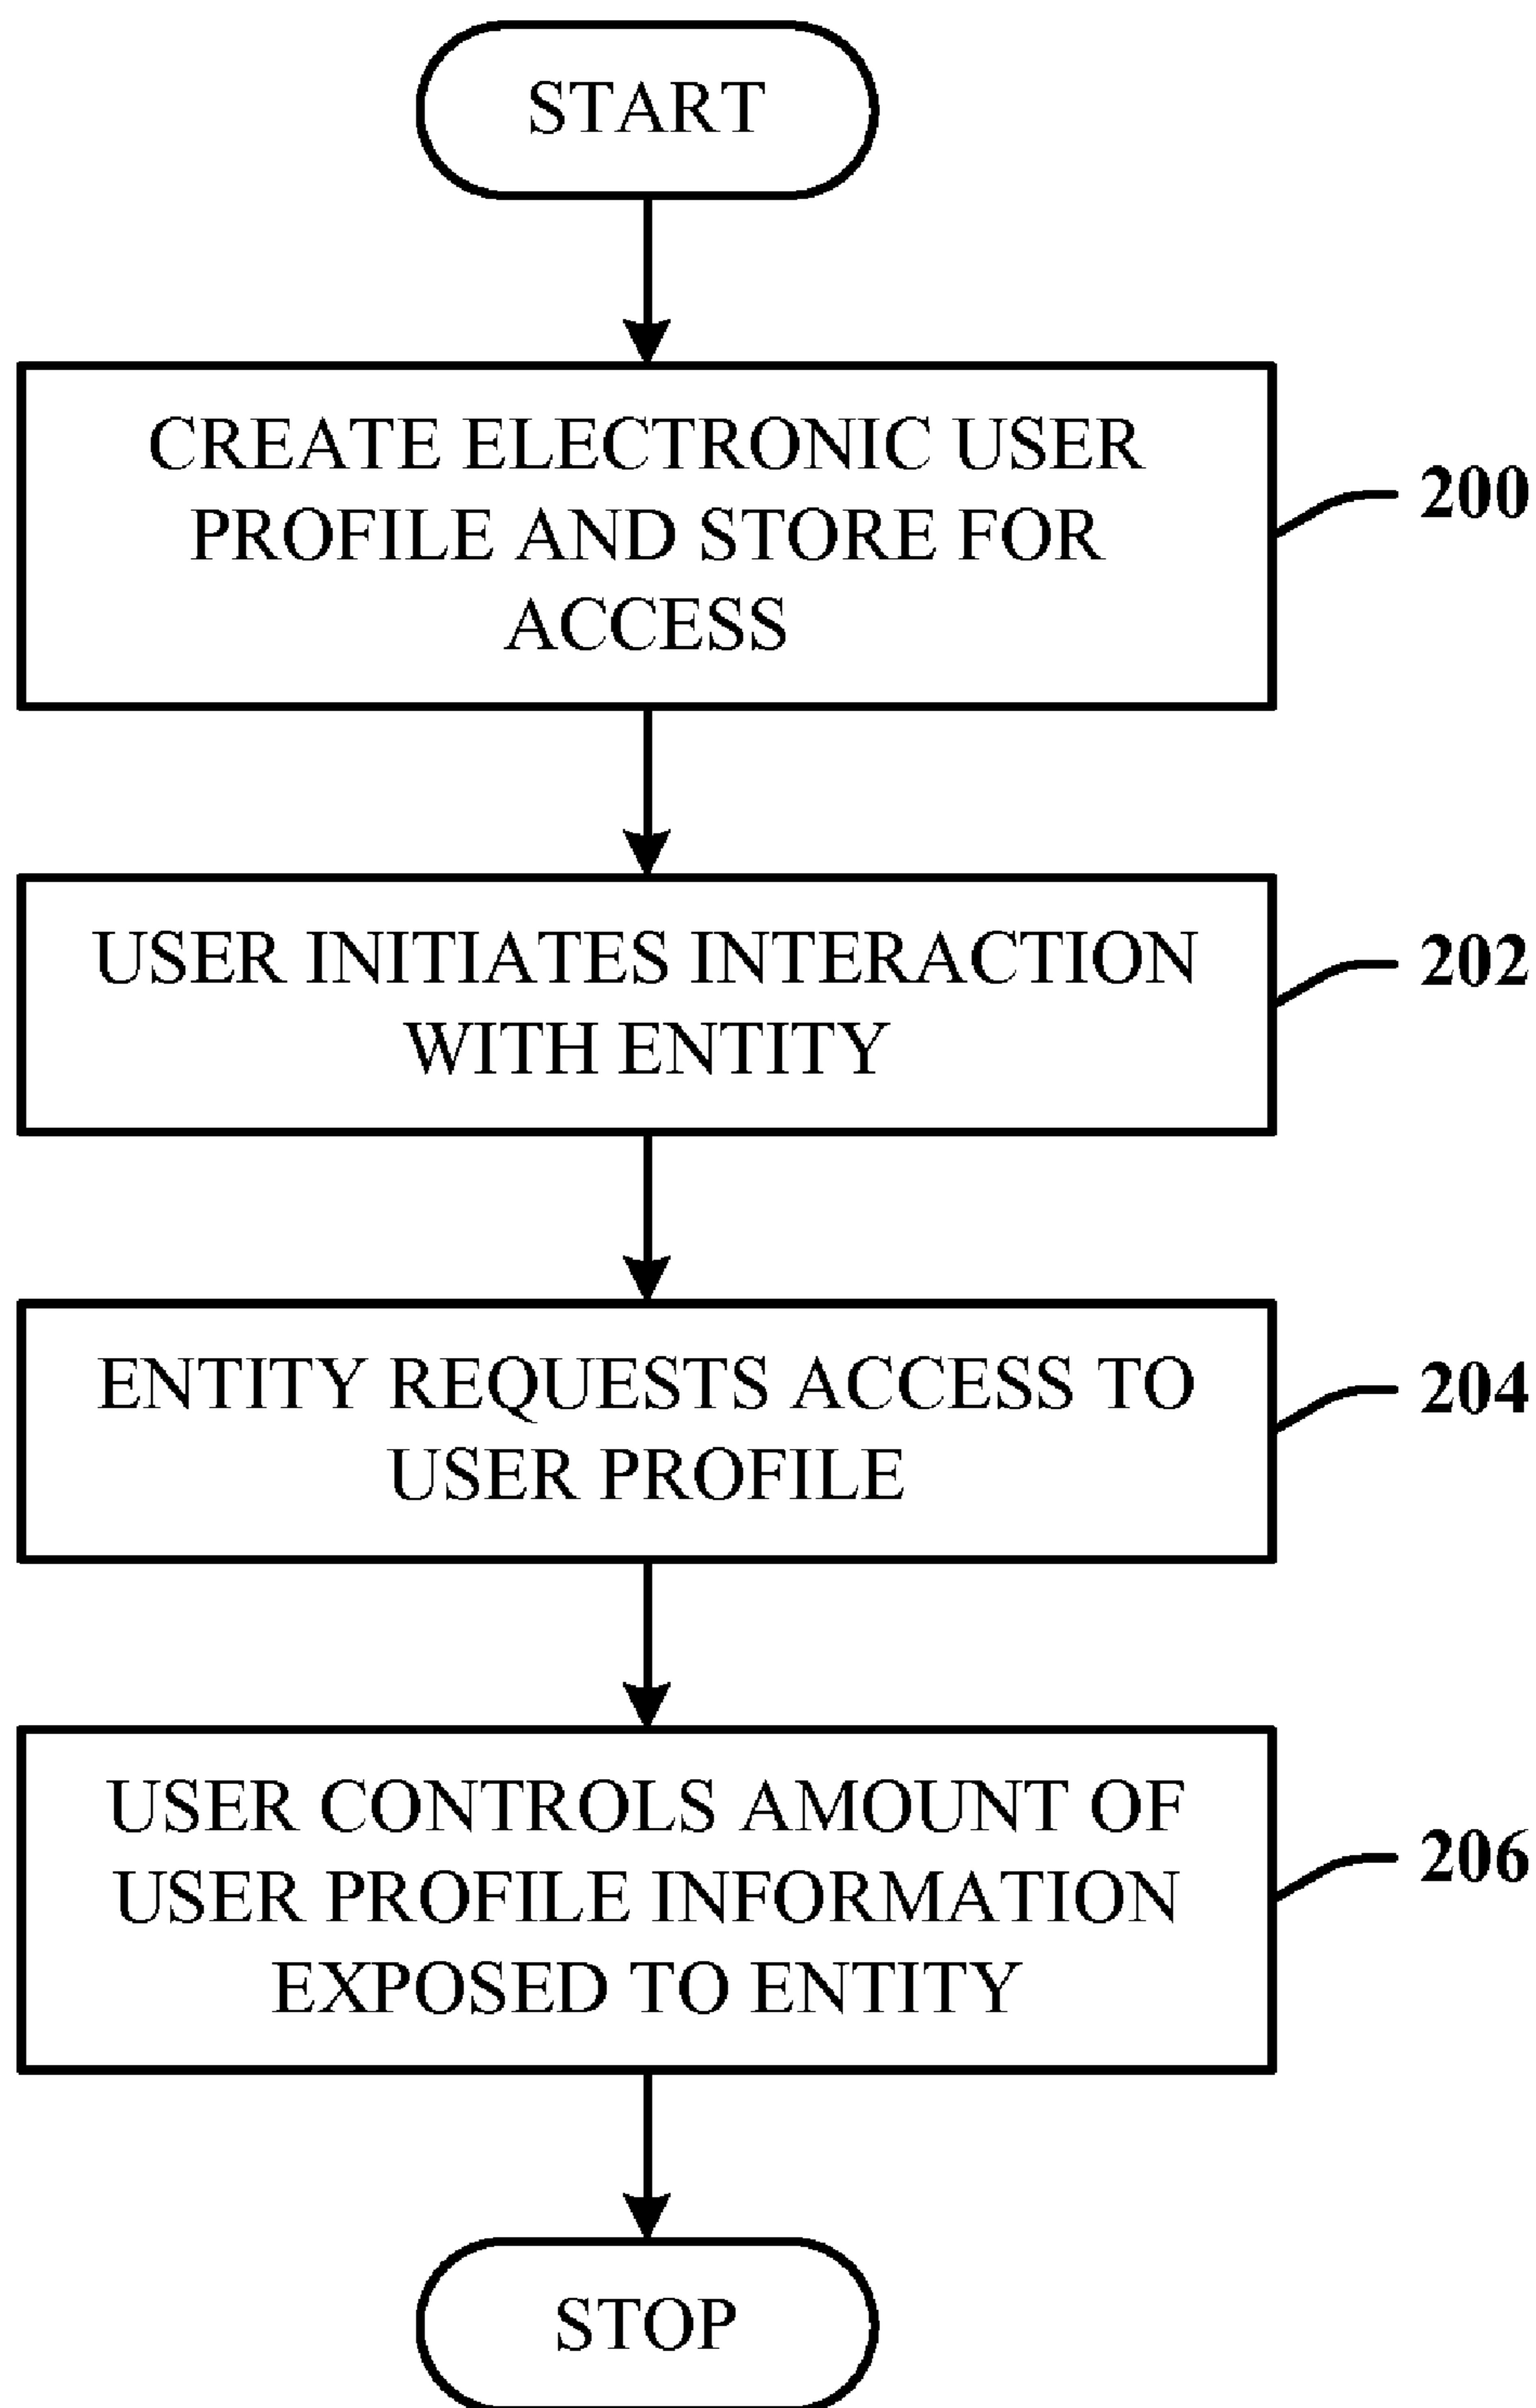 START
CREATE ELECTRONIC USER
PROFILE AND STORE FOR
ACCESS
200
USER INITIATES INTERACTION
WITH ENTITY
202
ENTITY REQUESTS ACCESS TO
USER PROFILE
204
USER CONTROLS AMOUNT OF
USER PROFILE INFORMATION
EXPOSED TO ENTITY
206
STOP